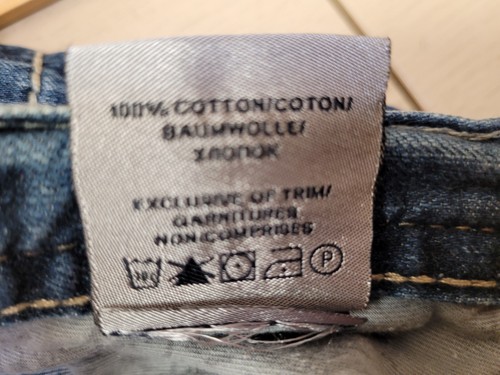 100% COTTON/COTON/
BAUMWOLLE/
ХЛОПОК
EXCLUSIVE OF TRIM/
GARNITURES
NON COMPRISES
P